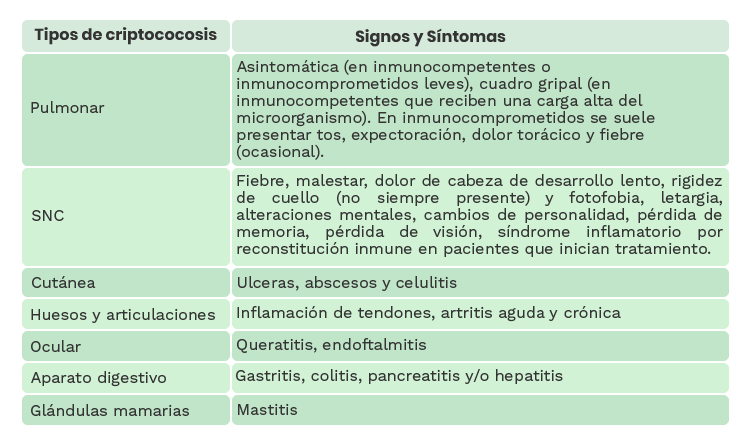 Tipos de criptococosis
Signos y Síntomas
Pulmonar
Asintomática (en inmunocompetentes o
inmunocomprometidos leves), cuadro gripal (en
inmunocompetentes que reciben una carga alta del
microorganismo). En inmunocomprometidos se suele
presentar tos, expectoración, dolor torácico y fiebre
(ocasional).
SNC
Fiebre, malestar, dolor de cabeza de desarrollo lento, rigidez
de cuello (no siempre presente) y fotofobia, letargia,
alteraciones mentales, cambios de personalidad, pérdida de
memoria, pérdida de visión, síndrome inflamatorio por
reconstitución inmune en pacientes que inician tratamiento.
Cutánea
Ulceras, abscesos y celulitis
Huesos y articulaciones
Inflamación de tendones, artritis aguda y crónica
Ocular
Queratitis, endoftalmitis
Aparato digestivo
Gastritis, colitis, pancreatitis y/o hepatitis
Glándulas mamarias
Mastitis